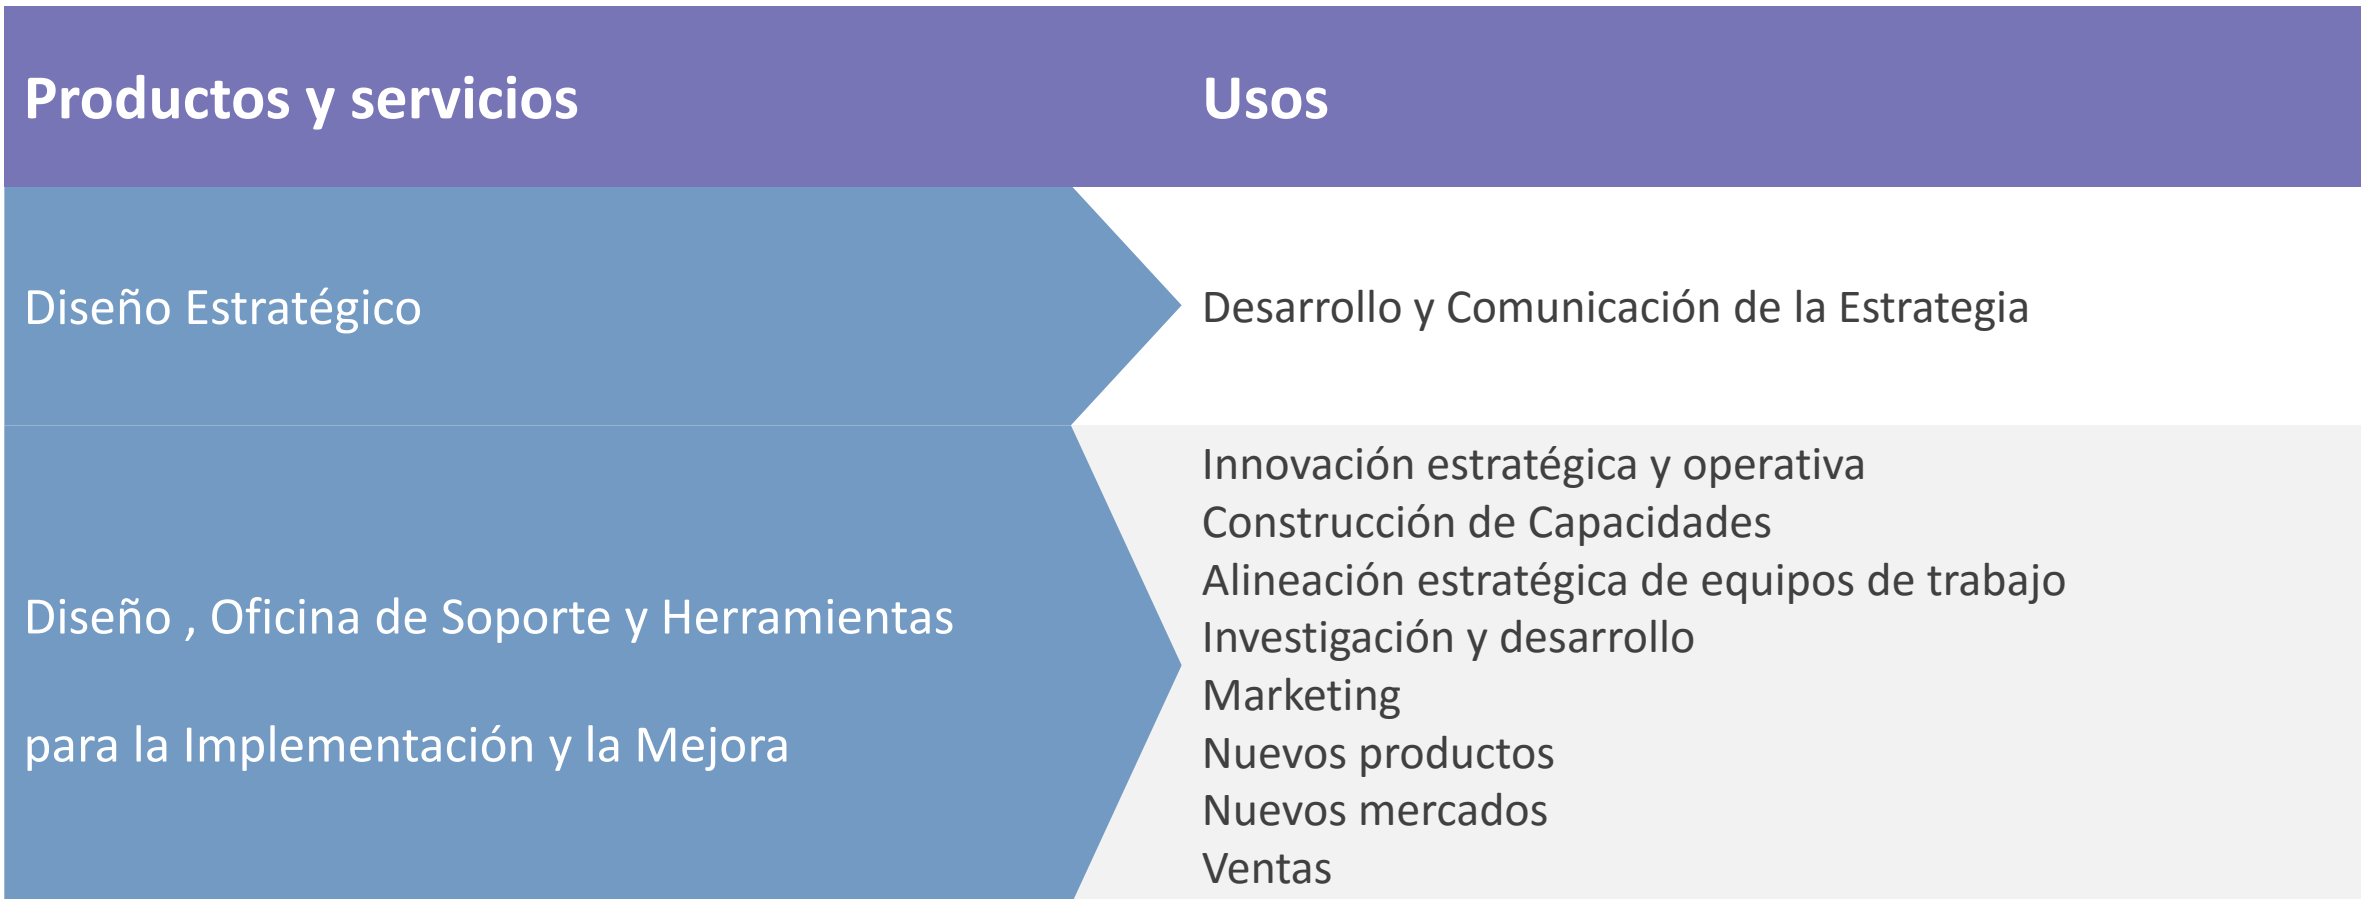 Productos y servicios
Usos
Diseño Estratégico
Desarrollo y Comunicación de la Estrategia
Diseño , Oficina de Soporte y Herramientas
para la Implementación y la Mejora
Innovación estratégica y operativa
Construcción de Capacidades
Alineación estratégica de equipos de trabajo
Investigación y desarrollo
Marketing
Nuevos productos
Nuevos mercados
Ventas